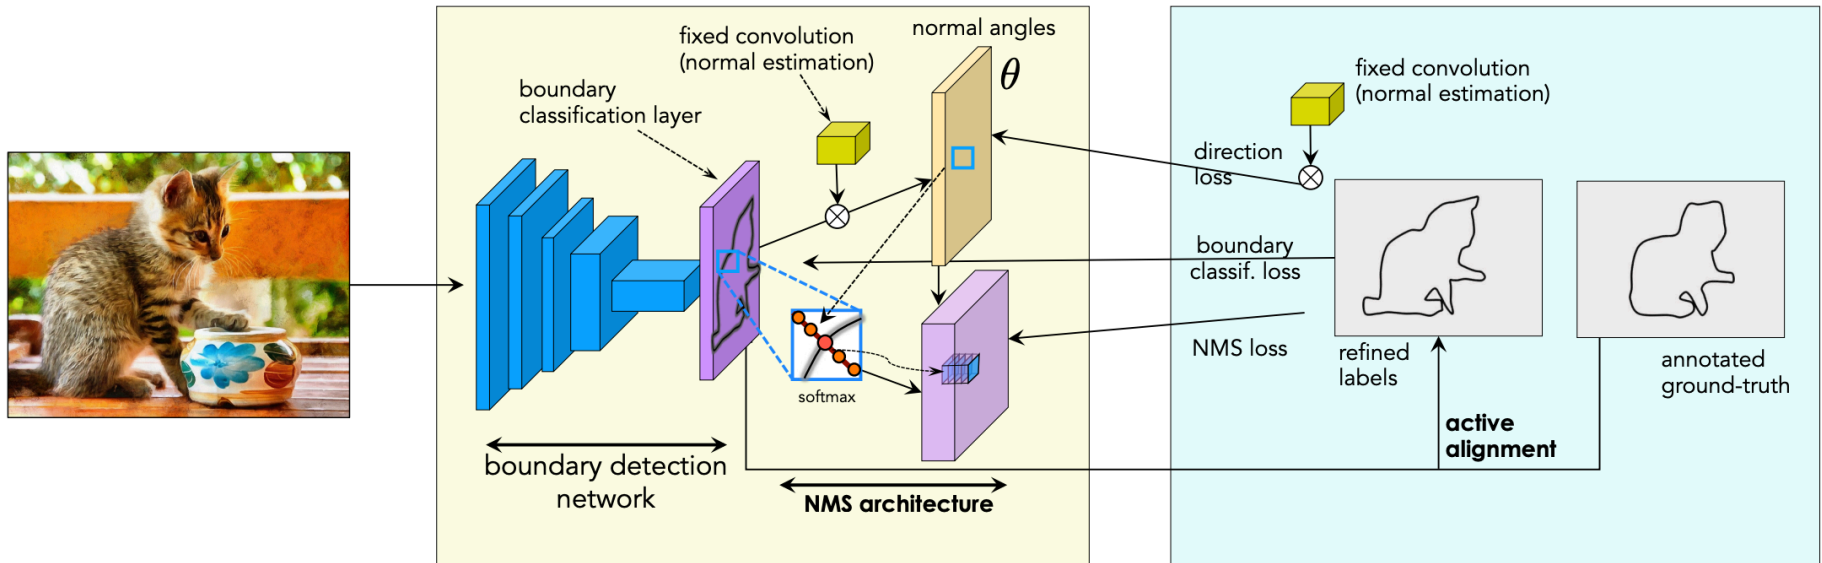 fixed convolution
(normal estimation)
normal angles
θ
boundary
classification layer
softmax
boundary detection
network
NMS architecture
fixed convolution
(normal estimation)
direction
loss
boundary
classif. loss
NMS loss
refined
labels
annotated
ground-truth
active
alignment